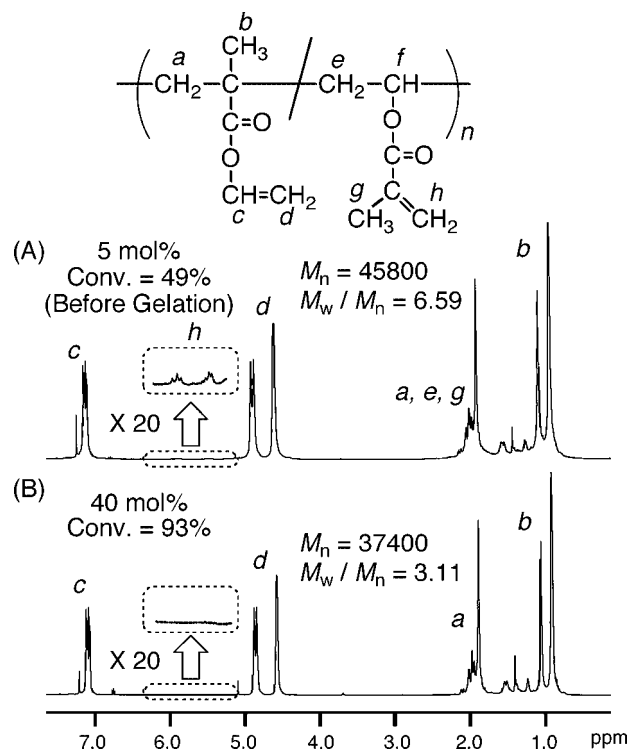 a
b
CH3
e
f
CH2
C
CH2
CH
n
C=O
O
O
C=O
CH=CH2
c
d
g
C
h
CH3
CH2
(A)
5 mol%
Conv. = 49%
(Before Gelation)
Mn = 45800
Mw / Mn = 6.59
b
h
d
c
X 20
a, e, g
(B)
40 mol%
Conv. = 93%
Mn = 37400
Mw / Mn = 3.11
b
d
c
X 20
a
7.0 6.0 5.0 4.0 3.0 2.0 1.0 ppm